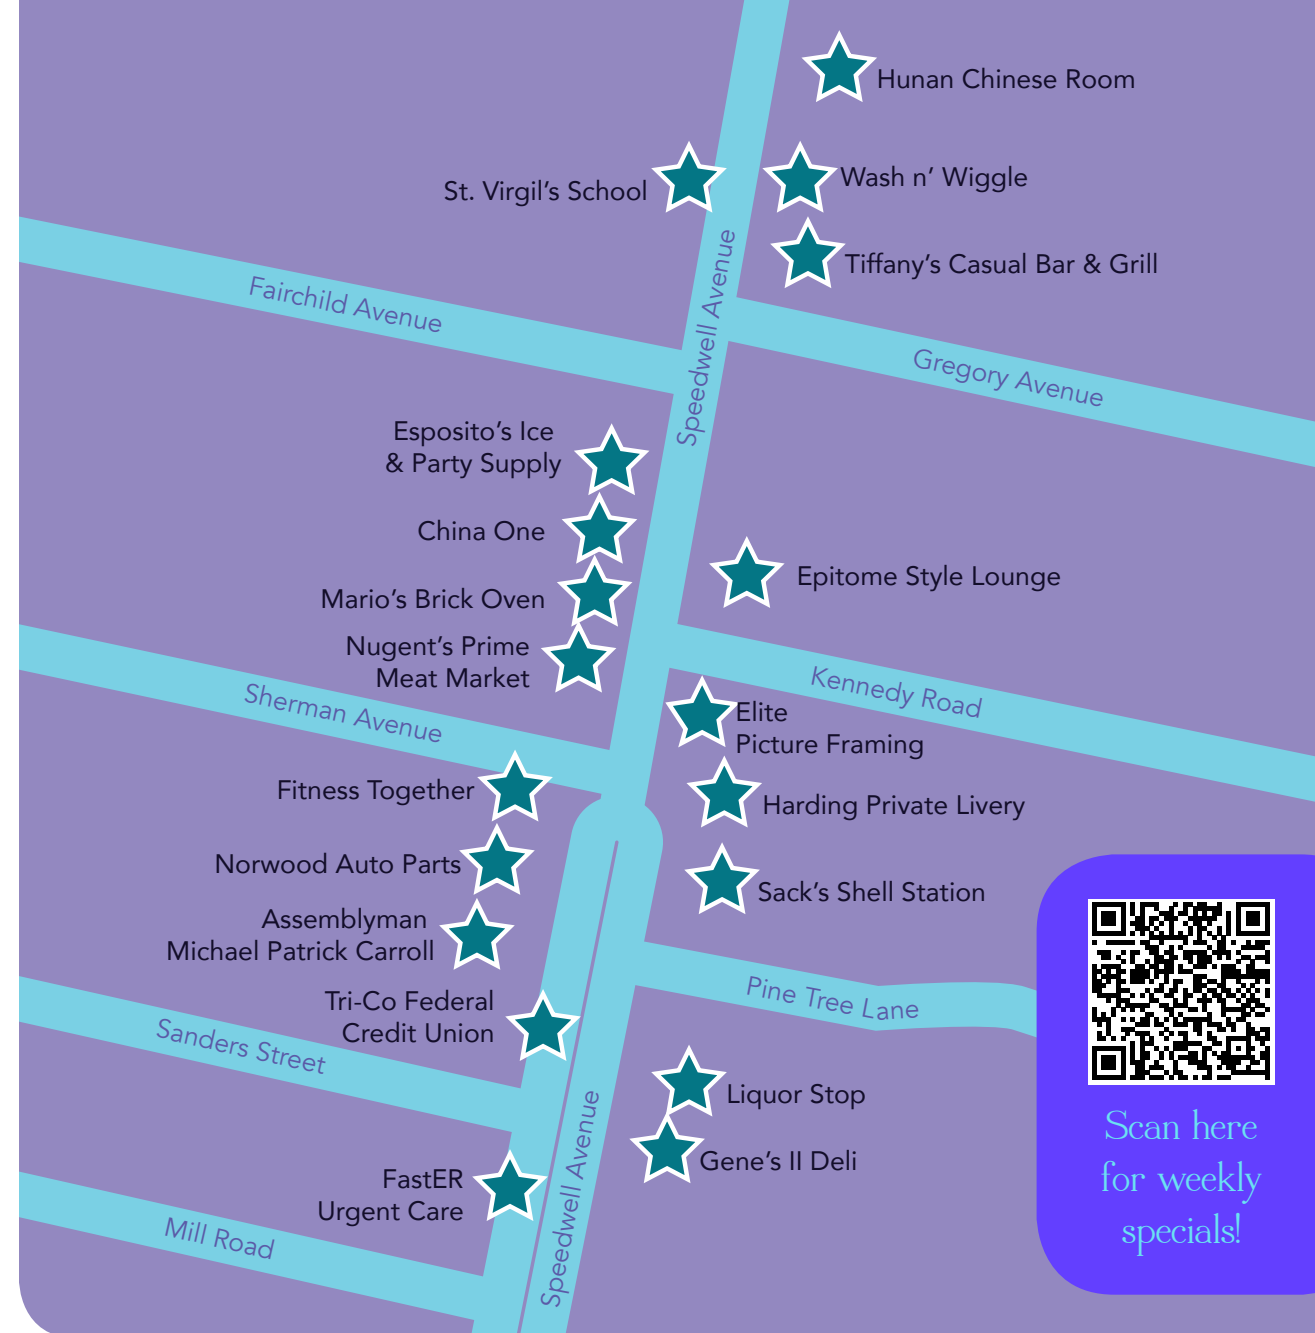 Hunan Chinese Room
St. Virgil’s School
Wash n’ Wiggle
Tiffany’s Casual Bar & Grill
Fairchild Avenue
Speedwell Avenue
Gregory Avenue
Esposito’s Ice
& Party Supply
China One
Epitome Style Lounge
Mario’s Brick Oven
Nugent’s Prime
Meat Market
Sherman Avenue
Kennedy Road
Elite
Picture Framing
Fitness Together
Harding Private Livery
Norwood Auto Parts
Sack’s Shell Station
Assemblyman
Michael Patrick Carroll
Pine Tree Lane
Tri-Co Federal
Credit Union
Sanders Street
Liquor Stop
Gene’s II Deli
Speedwell Avenue
FastER
Urgent Care
Mill Road
Scan here
for weekly
specials!